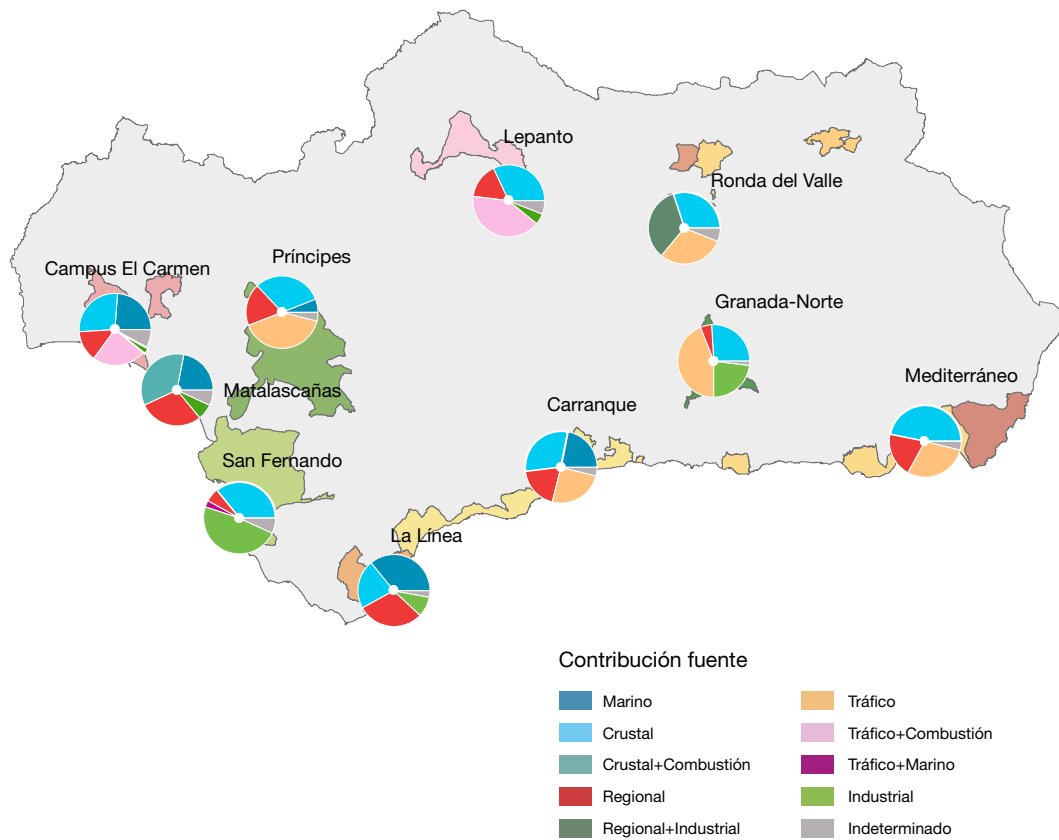 Lepanto
Ronda del Valle
Príncipes
Campus El Carmen
Granada-Norte
Mediterráneo
Matalascañas
Carranque
San Fernando
La Línea
Contribución fuente
Marino
Crustal
Crustal+Combustión
Regional
Regional+Industrial
Tráfico
Tráfico+Combustión
Tráfico+Marino
Industrial
Indeterminado